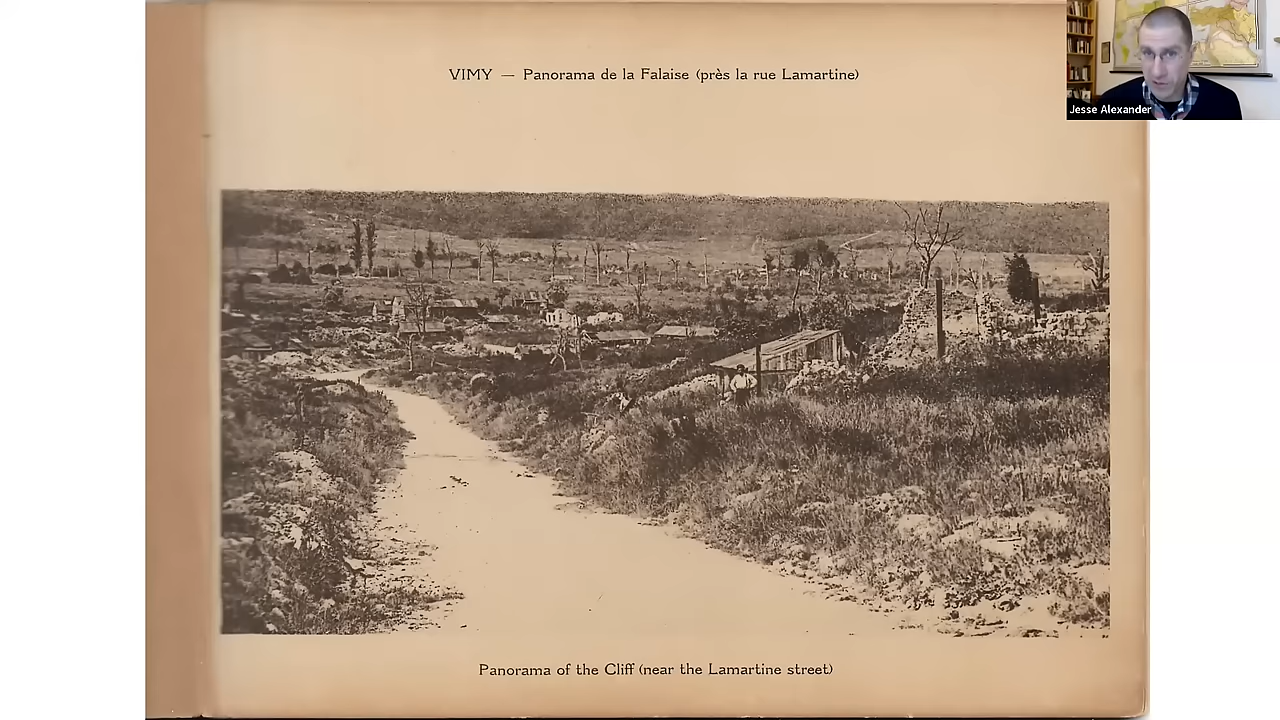 VIMY — Panorama de la Falaise (près la rue Lamartine)
Jesse Alexander
Panorama of the Cliff (near the Lamartine street)